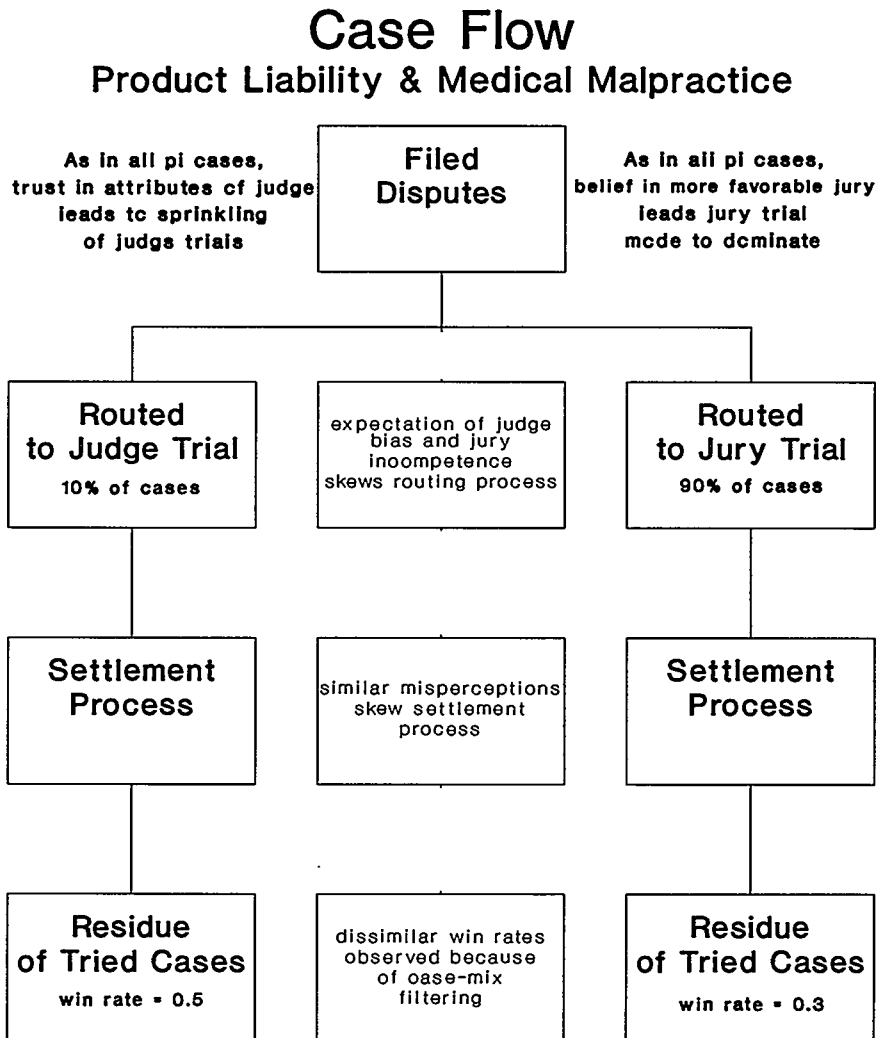 Case Flow
Product Liability & Medical Malpractice
As in all pi cases,
trust in attributes cf judge
leads tc sprinkling
of judgs trials
Filed
Disputes
As in all pi cases,
belief in more favorable jury
leads jury trial
mcde to dcminate
Routed
to Judge Trial
10% of cases
expectation of judge
bias and jury
inoompetence
skews routing process
Routed
to Jury Trial
90% of cases
Settlement
Process
similar misperceptions
skew settlement
process
Settlement
Process
Residue
of Tried Cases
win rate = 0.5
dissimilar win rates
observed because
of oase-mix
filtering
Residue
of Tried Cases
win rate = 0.3